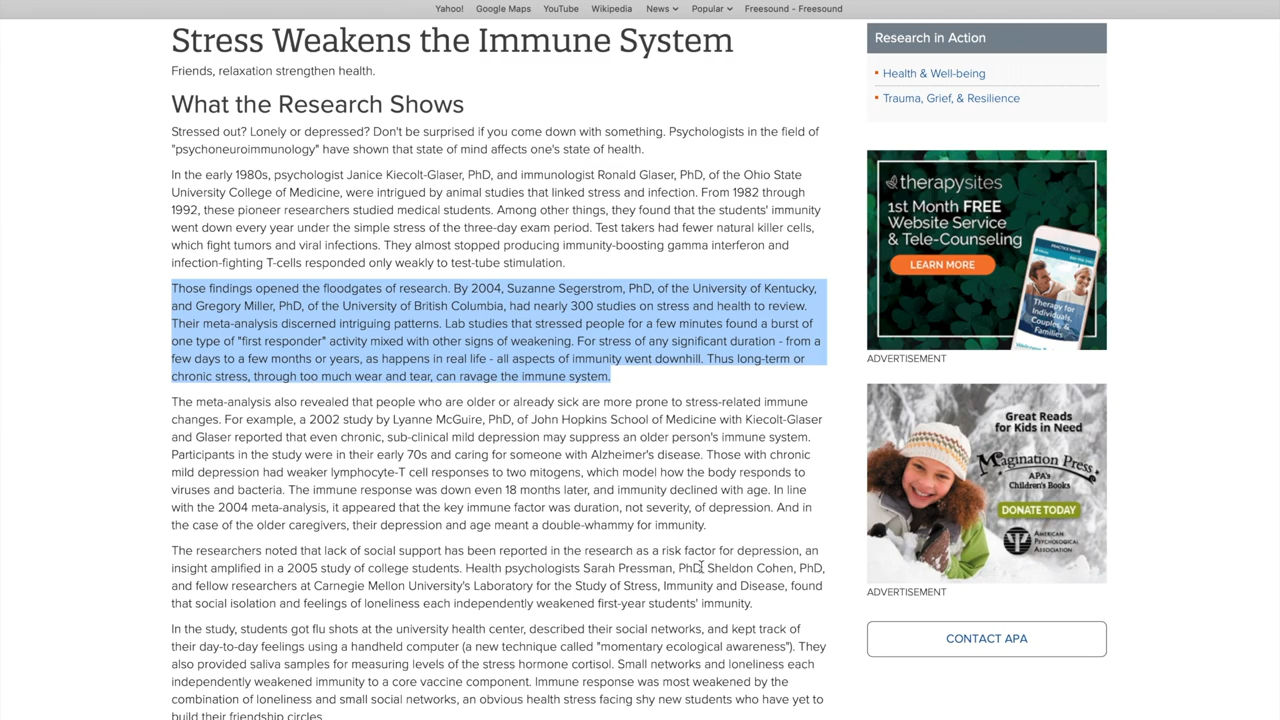 Yahoo! Google Maps YouTube Wikipedia News Popular Freesound - Freesound
Stress Weakens the Immune System
Friends, relaxation strengthen health.
What the Research Shows
Stressed out? Lonely or depressed? Don't be surprised if you come down with something. Psychologists in the field of
"psychoneuroimmunology" have shown that state of mind affects one's state of health.
In the early 1980s, psychologist Janice Kiecolt-Glaser, PhD, and immunologist Ronald Glaser, PhD, of the Ohio State
University College of Medicine, were intrigued by animal studies that linked stress and infection. From 1982 through
1992, these pioneer researchers studied medical students. Among other things, they found that the students' immunity
went down every year under the simple stress of the three-day exam period. Test takers had fewer natural killer cells,
which fight tumors and viral infections. They almost stopped producing immunity-boosting gamma interferon and
infection-fighting T-cells responded only weakly to test-tube stimulation.
Those findings opened the floodgates of research. By 2004, Suzanne Segerstrom, PhD, of the University of Kentucky,
and Gregory Miller, PhD, of the University of British Columbia, had nearly 300 studies on stress and health to review.
Their meta-analysis discerned intriguing patterns. Lab studies that stressed people for a few minutes found a burst of
one type of "first responder" activity mixed with other signs of weakening. For stress of any significant duration - from a
few days to a few months or years, as happens in real life - all aspects of immunity went downhill. Thus long-term or
chronic stress, through too much wear and tear, can ravage the immune system.
The meta-analysis also revealed that people who are older or already sick are more prone to stress-related immune
changes. For example, a 2002 study by Lyanne McGuire, PhD, of John Hopkins School of Medicine with Kiecolt-Glaser
and Glaser reported that even chronic, sub-clinical mild depression may suppress an older person's immune system.
Participants in the study were in their early 70s and caring for someone with Alzheimer's disease. Those with chronic
mild depression had weaker lymphocyte-T cell responses to two mitogens, which model how the body responds to
viruses and bacteria. The immune response was down even 18 months later, and immunity declined with age. In line
with the 2004 meta-analysis, it appeared that the key immune factor was duration, not severity, of depression. And in
the case of the older caregivers, their depression and age meant a double-whammy for immunity.
The researchers noted that lack of social support has been reported in the research as a risk factor for depression, an
insight amplified in a 2005 study of college students. Health psychologists Sarah Pressman, PhD, Sheldon Cohen, PhD,
and fellow researchers at Carnegie Mellon University's Laboratory for the Study of Stress, Immunity and Disease, found
that social isolation and feelings of loneliness each independently weakened first-year students' immunity.
In the study, students got flu shots at the university health center, described their social networks, and kept track of
their day-to-day feelings using a handheld computer (a new technique called "momentary ecological awareness"). They
also provided saliva samples for measuring levels of the stress hormone cortisol. Small networks and loneliness each
independently weakened immunity to a core vaccine component. Immune response was most weakened by the
combination of loneliness and small social networks, an obvious health stress facing shy new students who have yet to
build their friendship circles.
Research in Action
Health & Well-being
Trauma, Grief, & Resilience
therapysites
1st Month FREE
Website Service
& Tele-Counseling
LEARN MORE
Therapy for
Individuals,
Couples, &
Families
ADVERTISEMENT
Great Reads
for Kids in Need
Magination Press
APA's
Children's Books
DONATE TODAY
AMERICAN
PSYCHOLOGICAL
ASSOCIATION
ADVERTISEMENT
CONTACT APA